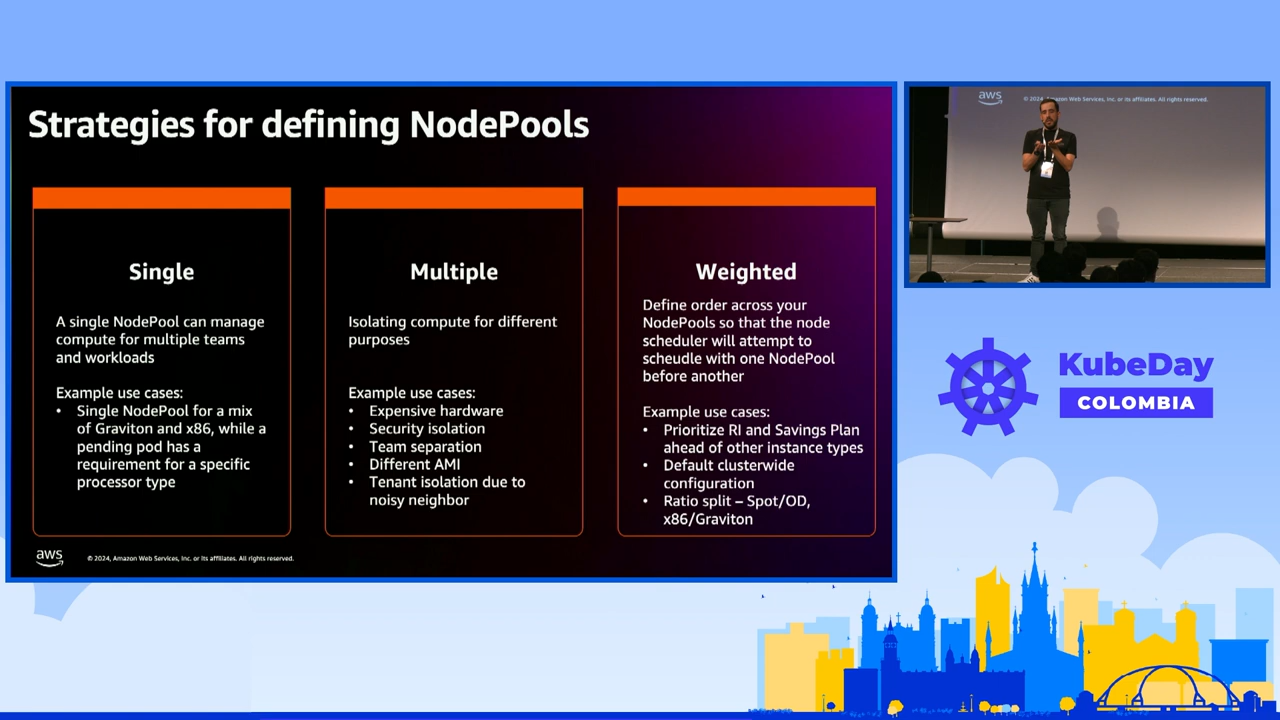 Strategies for defining NodePools
Single
A single NodePool can manage
compute for multiple teams
and workloads
Example use cases:
• Single NodePool for a mix
of Graviton and x86, while a
pending pod has a
requirement for a specific
processor type
Multiple
Isolating compute for different
purposes
Example use cases:
• Expensive hardware
• Security isolation
• Team separation
• Different AMI
• Tenant isolation due to
noisy neighbor
Weighted
Define order across your
NodePools so that the node
scheduler will attempt to
scheudle with one NodePool
before another
Example use cases:
• Prioritize RI and Savings Plan
ahead of other instance types
• Default clusterwide
configuration
• Ratio split – Spot/OD,
x86/Graviton
aws
© 2024, Amazon Web Services, Inc. or its affiliates. All rights reserved.
aws
© 2024, Amazon Web Services, Inc. or its affiliates. All rights reserved.
KubeDay
COLOMBIA